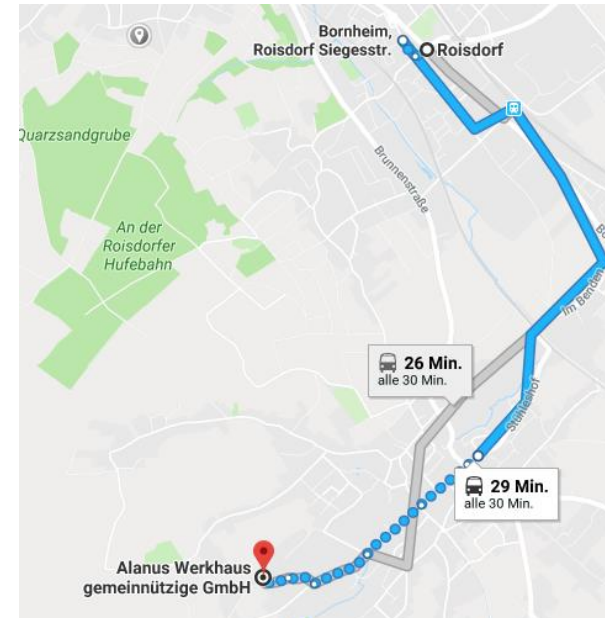 Bornheim,
Roisdorf Siegesstr.
Roisdorf
Quarzsandgrube
Brunnenstraße
An der
Roisdorfer
Hufebahn
Im Benden
26 Min.
alle 30 Min.
29 Min.
alle 30 Min.
Alanus Werkhaus
gemeinnützige GmbH